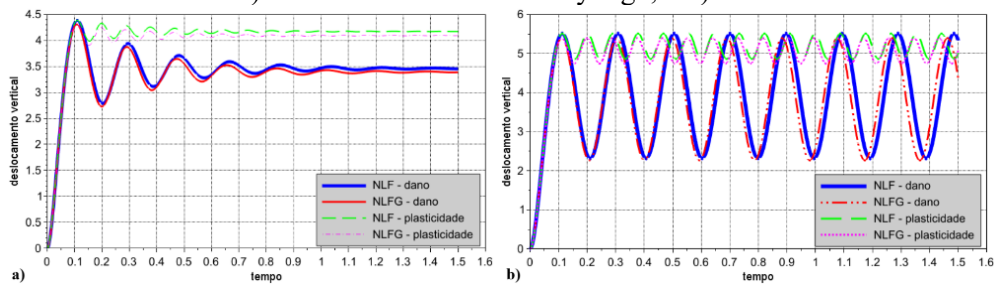 4.5
4
3.5
3
2.5
2
1.5
1
0.5
0
deslocamento vertical
NLF - dano
NLFG - dano
NLF - plasticidade
NLFG - plasticidade
0 0.1 0.2 0.3 0.4 0.5 0.6 0.7 0.8 0.9 1 1.1 1.2 1.3 1.4 1.5 1.6
a) tempo
6
5
4
3
2
1
0
deslocamento vertical
NLF - dano
NLFG - dano
NLF - plasticidade
NLFG - plasticidade
0 0.1 0.2 0.3 0.4 0.5 0.6 0.7 0.8 0.9 1 1.1 1.2 1.3 1.4 1.5 1.6
b) tempo